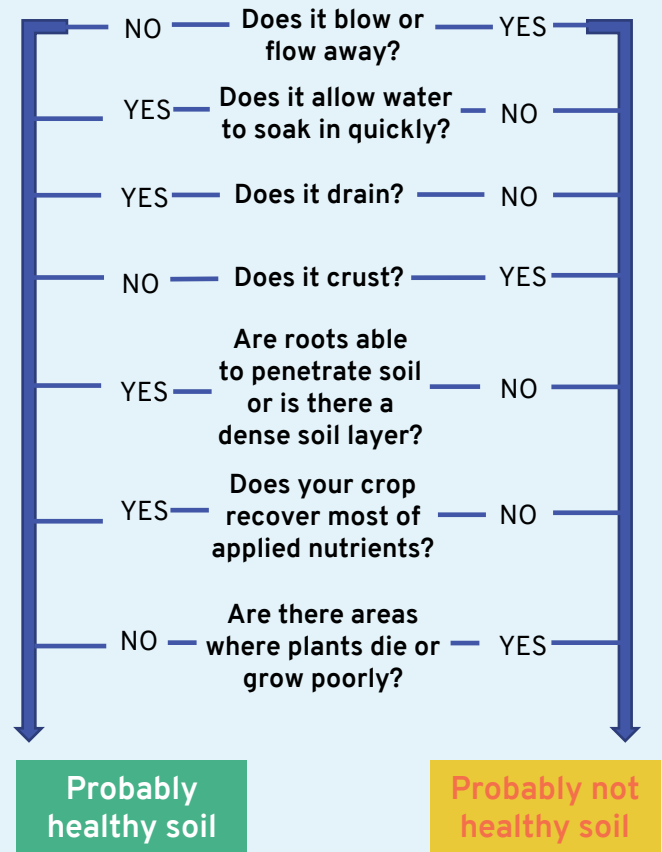 NO Does it blow or flow away? YES
YES Does it allow water to soak in quickly? NO
YES Does it drain? NO
NO Does it crust? YES
YES Are roots able to penetrate soil or is there a dense soil layer? NO
YES Does your crop recover most of applied nutrients? NO
NO Are there areas where plants die or grow poorly? YES
Probably healthy soil
Probably not healthy soil